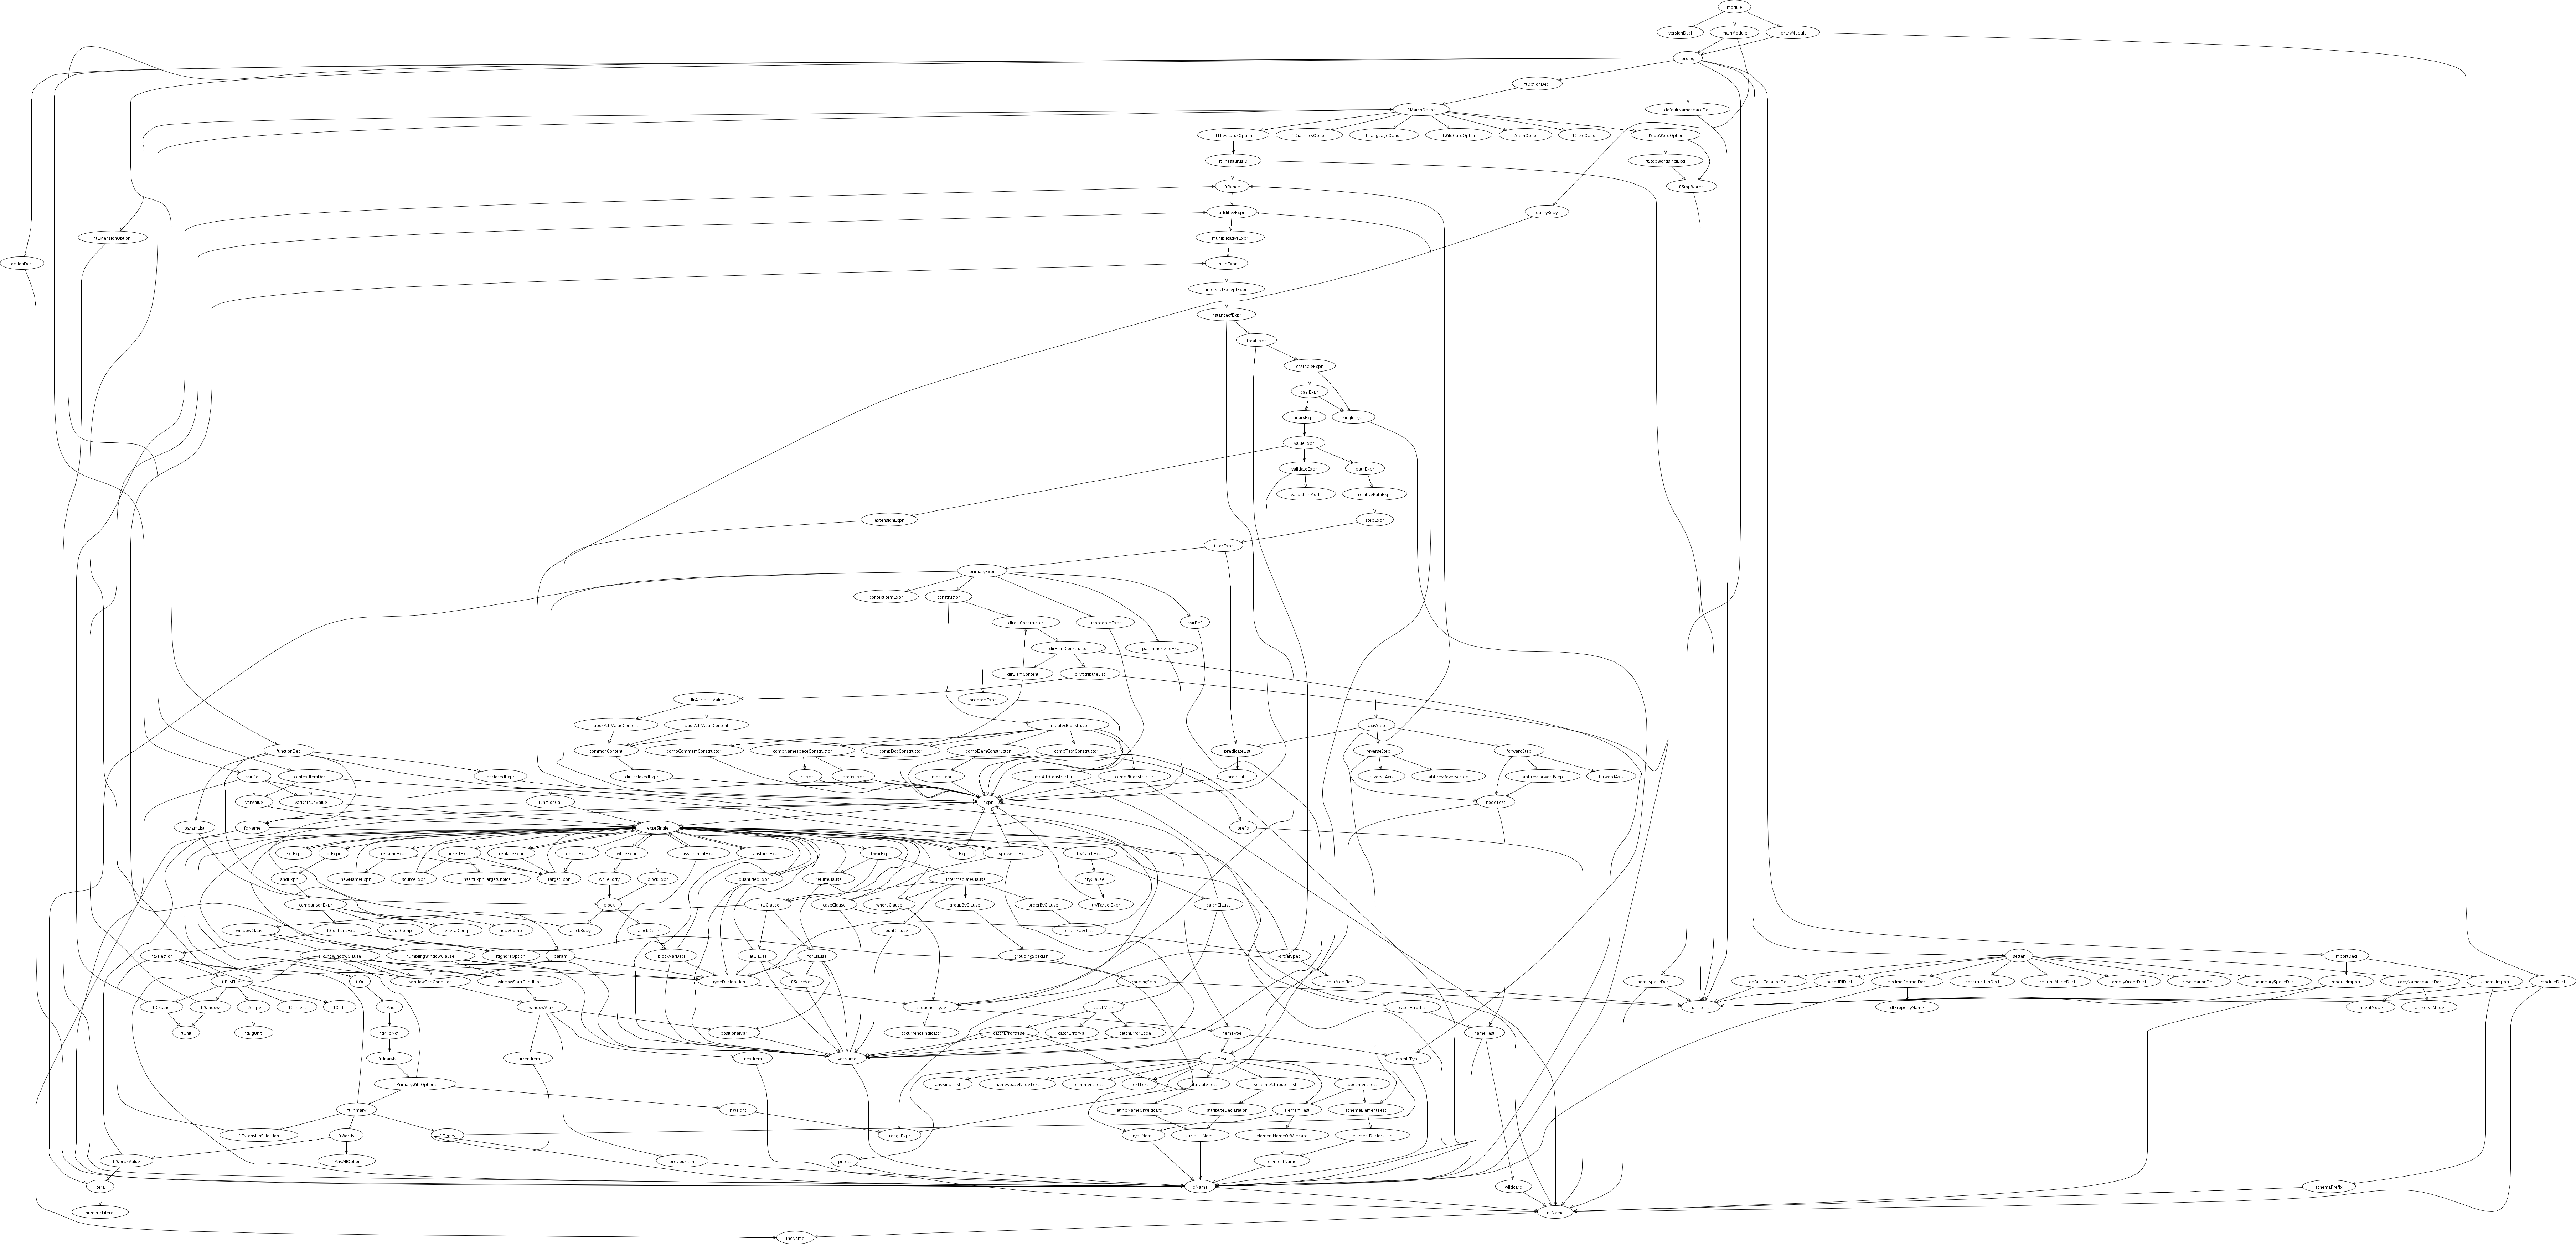 module
versionDecl
mainModule
libraryModule
prolog
ftOptionDecl
ftMatchOption
defaultNamespaceDecl
ftThesaurusOption
ftDiacriticsOption
ftLanguageOption
ftWildCardOption
ftStemOption
ftCaseOption
ftStopWordOption
ftThesaurusID
ftStopWordsInclExcl
ftRange
ftStopWords
additiveExpr
queryBody
ftExtensionOption
multiplicativeExpr
optionDecl
unionExpr
intersectExceptExpr
instanceofExpr
treatExpr
castableExpr
castExpr
unaryExpr
singleType
valueExpr
validateExpr
pathExpr
validationMode
relativePathExpr
extensionExpr
stepExpr
filterExpr
primaryExpr
contextItemExpr
constructor
directConstructor
unorderedExpr
varRef
dirElemConstructor
parenthesizedExpr
dirElemContent
dirAttributeList
dirAttributeValue
orderedExpr
aposAttrValueContent
quotAttrValueContent
computedConstructor
axisStep
functionDecl
commonContent
compCommentConstructor
compNamespaceConstructor
compDocConstructor
compElemConstructor
compTextConstructor
predicateList
reverseStep
forwardStep
varDecl
contextItemDecl
enclosedExpr
dirEnclosedExpr
uriExpr
prefixExpr
contentExpr
compAttrConstructor
compPIConstructor
predicate
reverseAxis
abbrevReverseStep
abbrevForwardStep
forwardAxis
varValue
varDefaultValue
functionCall
expr
nodeTest
paramList
fqName
exprSingle
prefix
exitExpr
orExpr
renameExpr
insertExpr
replaceExpr
deleteExpr
whileExpr
assignmentExpr
transformExpr
flworExpr
ifExpr
typeswitchExpr
tryCatchExpr
andExpr
newNameExpr
sourceExpr
insertExprTargetChoice
targetExpr
whileBody
blockExpr
quantifiedExpr
returnClause
intermediateClause
tryClause
comparisonExpr
block
initialClause
caseClause
whereClause
groupByClause
orderByClause
tryTargetExpr
catchClause
windowClause
ftContainsExpr
valueComp
generalComp
nodeComp
blockBody
blockDecls
countClause
orderSpecList
ftSelection
slidingWindowClause
tumblingWindowClause
ftIgnoreOption
param
blockVarDecl
letClause
forClause
groupingSpecList
orderSpec
setter
importDecl
ftPosFilter
ftOr
windowEndCondition
windowStartCondition
typeDeclaration
ftScoreVar
groupingSpec
orderModifier
namespaceDecl
defaultCollationDecl
baseURIDecl
decimalFormatDecl
constructionDecl
orderingModeDecl
emptyOrderDecl
revalidationDecl
boundarySpaceDecl
moduleImport
copyNamespacesDecl
schemaImport
moduleDecl
ftDistance
ftWindow
ftScope
ftContent
ftOrder
ftAnd
windowVars
sequenceType
catchVars
catchErrorList
uriLiteral
dfPropertyName
inheritMode
preserveMode
ftUnit
ftBigUnit
ftMildNot
positionalVar
occurrenceIndicator
catchErrorDesc
catchErrorVal
catchErrorCode
itemType
nameTest
ftUnaryNot
currentItem
nextItem
varName
kindTest
atomicType
ftPrimaryWithOptions
anyKindTest
namespaceNodeTest
commentTest
textTest
attributeTest
schemaAttributeTest
documentTest
ftPrimary
ftWeight
attribNameOrWildcard
attributeDeclaration
elementTest
schemaElementTest
ftExtensionSelection
ftWords
ftTimes
rangeExpr
typeName
attributeName
elementNameOrWildcard
elementDeclaration
ftWordsValue
ftAnyAllOption
previousItem
piTest
elementName
literal
qName
wildcard
schemaPrefix
numericLiteral
ncName
fncName